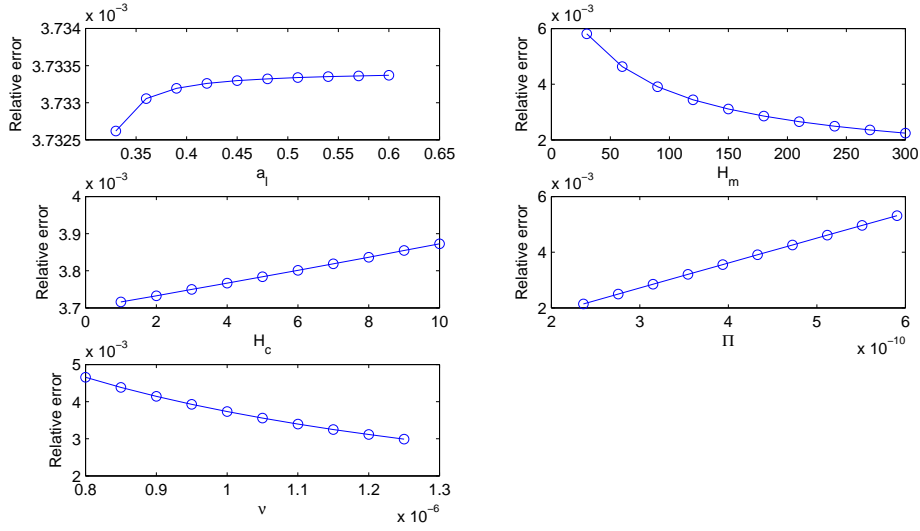 x 10⁻³
3.734
3.7335
3.733
3.7325
Relative error
0.35 0.4 0.45 0.5 0.55 0.6 0.65
a_l
x 10⁻³
6
4
2
Relative error
0 50 100 150 200 250 300
H_m
x 10⁻³
4
3.9
3.8
3.7
Relative error
0 2 4 6 8 10
H_c
x 10⁻³
6
4
2
Relative error
2 3 4 5 6
Π
x 10⁻¹⁰
x 10⁻³
5
4
3
2
Relative error
0.8 0.9 1 1.1 1.2 1.3
ν
x 10⁻⁶